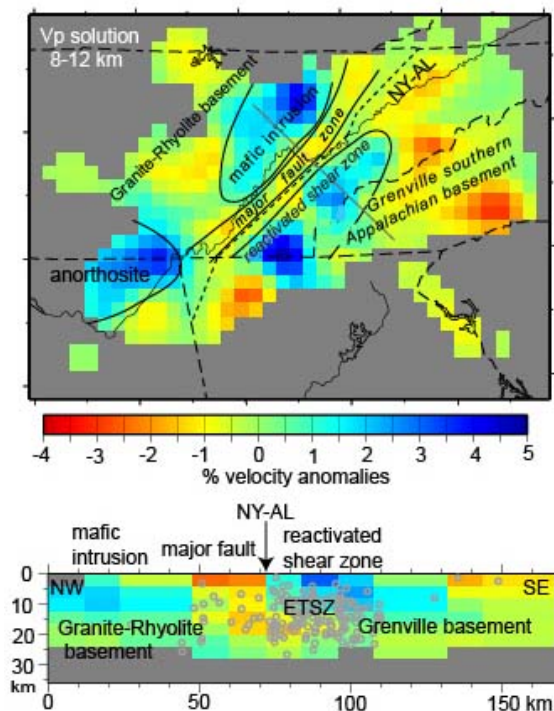 Vp solution
8-12 km
Granite-Rhyolite basement
mafic intrusion
major fault zone
NY-AL
reactivated shear zone
Grenville southern
Appalachian basement
anorthosite
-4 -3 -2 -1 0 1 2 3 4 5
% velocity anomalies
NY-AL
mafic
intrusion
major fault
reactivated
shear zone
0
NW
SE
10
ETSZ
20
Granite-Rhyolite
basement
Grenville basement
30
km
0 50 100 150 km